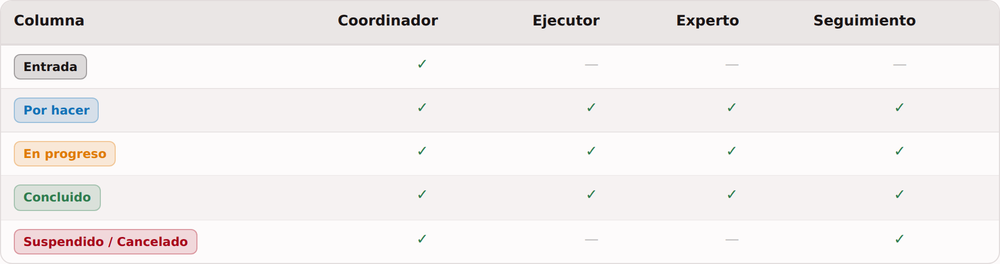 Columna Coordinador Ejecutor Experto Seguimiento
Entrada ✓ — — —
Por hacer ✓ ✓ ✓ ✓
En progreso ✓ ✓ ✓ ✓
Concluido ✓ ✓ ✓ ✓
Suspendido / Cancelado ✓ — — ✓